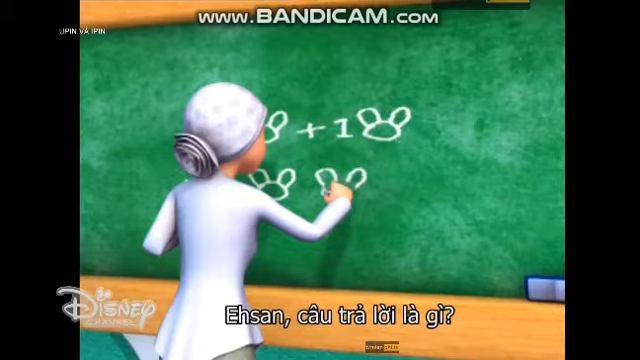 www.BANDICAM.com
UPIN VÀ IPIN
+ 1
Ehsan, câu trả lời là gì?
Disney
CHANNEL